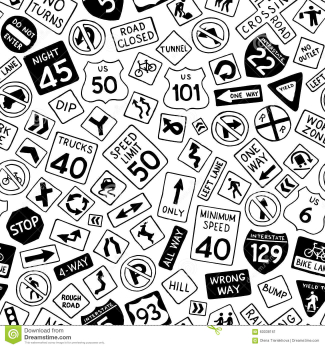 NO
TURNS
DO NOT
ENTER
ROAD
CLOSED
CROSSING
ROAD
NIGHT
45
TUNNEL
INTERSTATE
22
NO
OUTLET
LANE
US
50
US
101
ONE WAY
YIELD
LEFT
DIP
SPEED
LIMIT
50
WORK
ZONE
TRUCKS
40
ONE
WAY
LEFT LANE
ONLY
MINIMUM
SPEED
40
US
6
STOP
ALL WAY
INTERSTATE
129
4-WAY
BIKE LANE
ROUGH
ROAD
HILL
WRONG
WAY
BUMP
YIELD
TO
93
Download from
Dreamstime.com